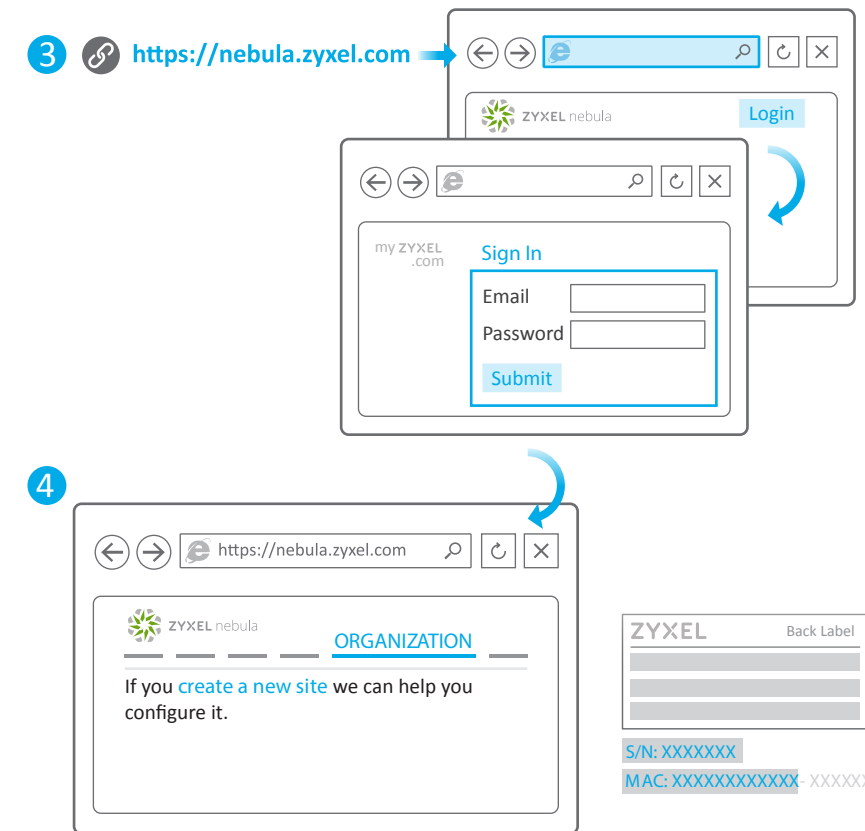 3 https://nebula.zyxel.com
ZYXEL nebula Login
my ZYXEL
.com
Sign In
Email
Password
Submit
4
https://nebula.zyxel.com
ZYXEL nebula
ORGANIZATION
If you create a new site we can help you
configure it.
ZYXEL Back Label
S/N: XXXXXXX
MAC: XXXXXXXXXXXX- XXXXXX